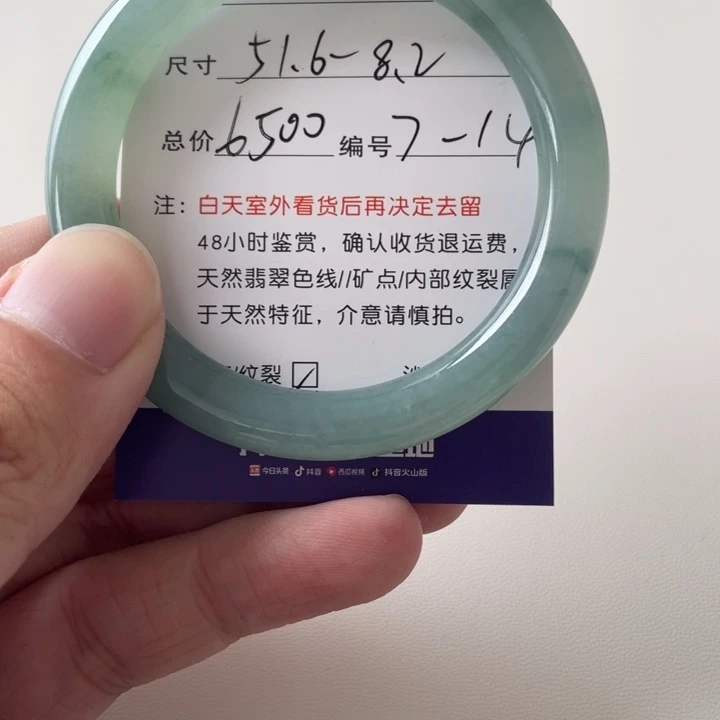 尺寸 51.6-8.2
总价 6500 编号 7-14
注：白天室外看货后再决定去留
48小时鉴赏，确认收货退运费，
天然翡翠色线//矿点/内部纹裂属
于天然特征，介意请慎拍。
/纹裂
今日头条 抖音 西瓜视频 抖音火山版